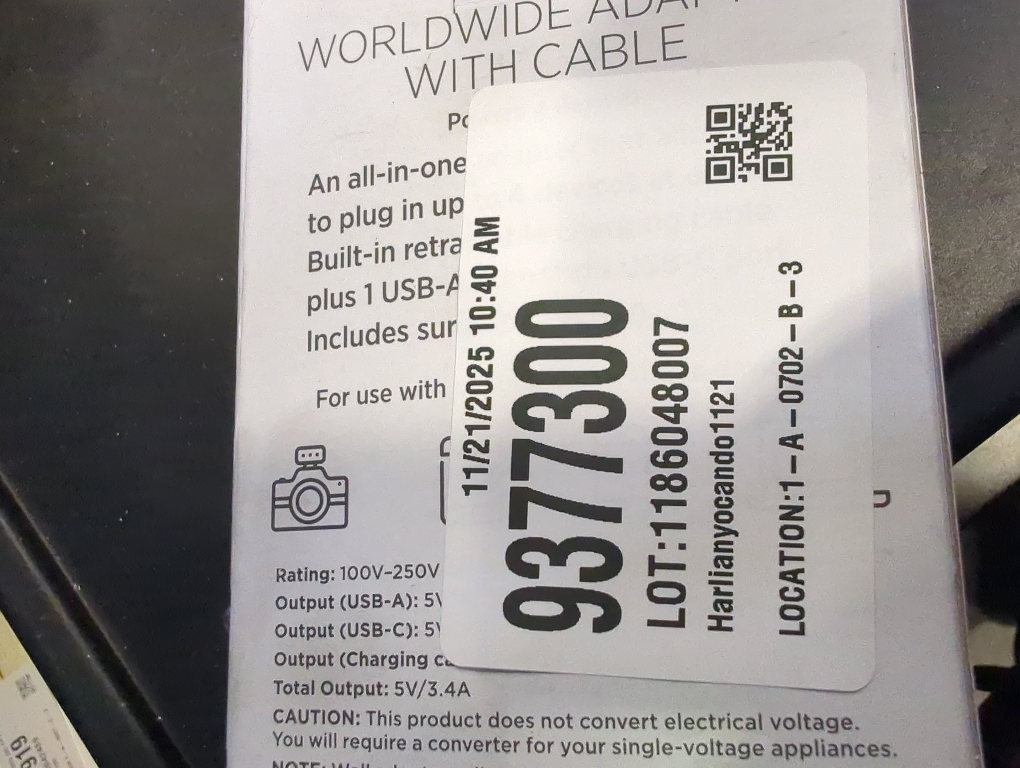 WORLDWIDE ADA
WITH CABLE
An all-in-one
to plug in up
Built-in retra
plus 1 USB-A
Includes sur
For use with
Rating: 100V-250V
Output (USB-A): 5V
Output (USB-C): 5V
Output (Charging ca
Total Output: 5V/3.4A
CAUTION: This product does not convert electrical voltage.
You will require a converter for your single-voltage appliances.
11/21/2025 10:40 AM
9377300
LOT:1186048007
Harlianyocando1121
LOCATION:1-A-0702-B-3